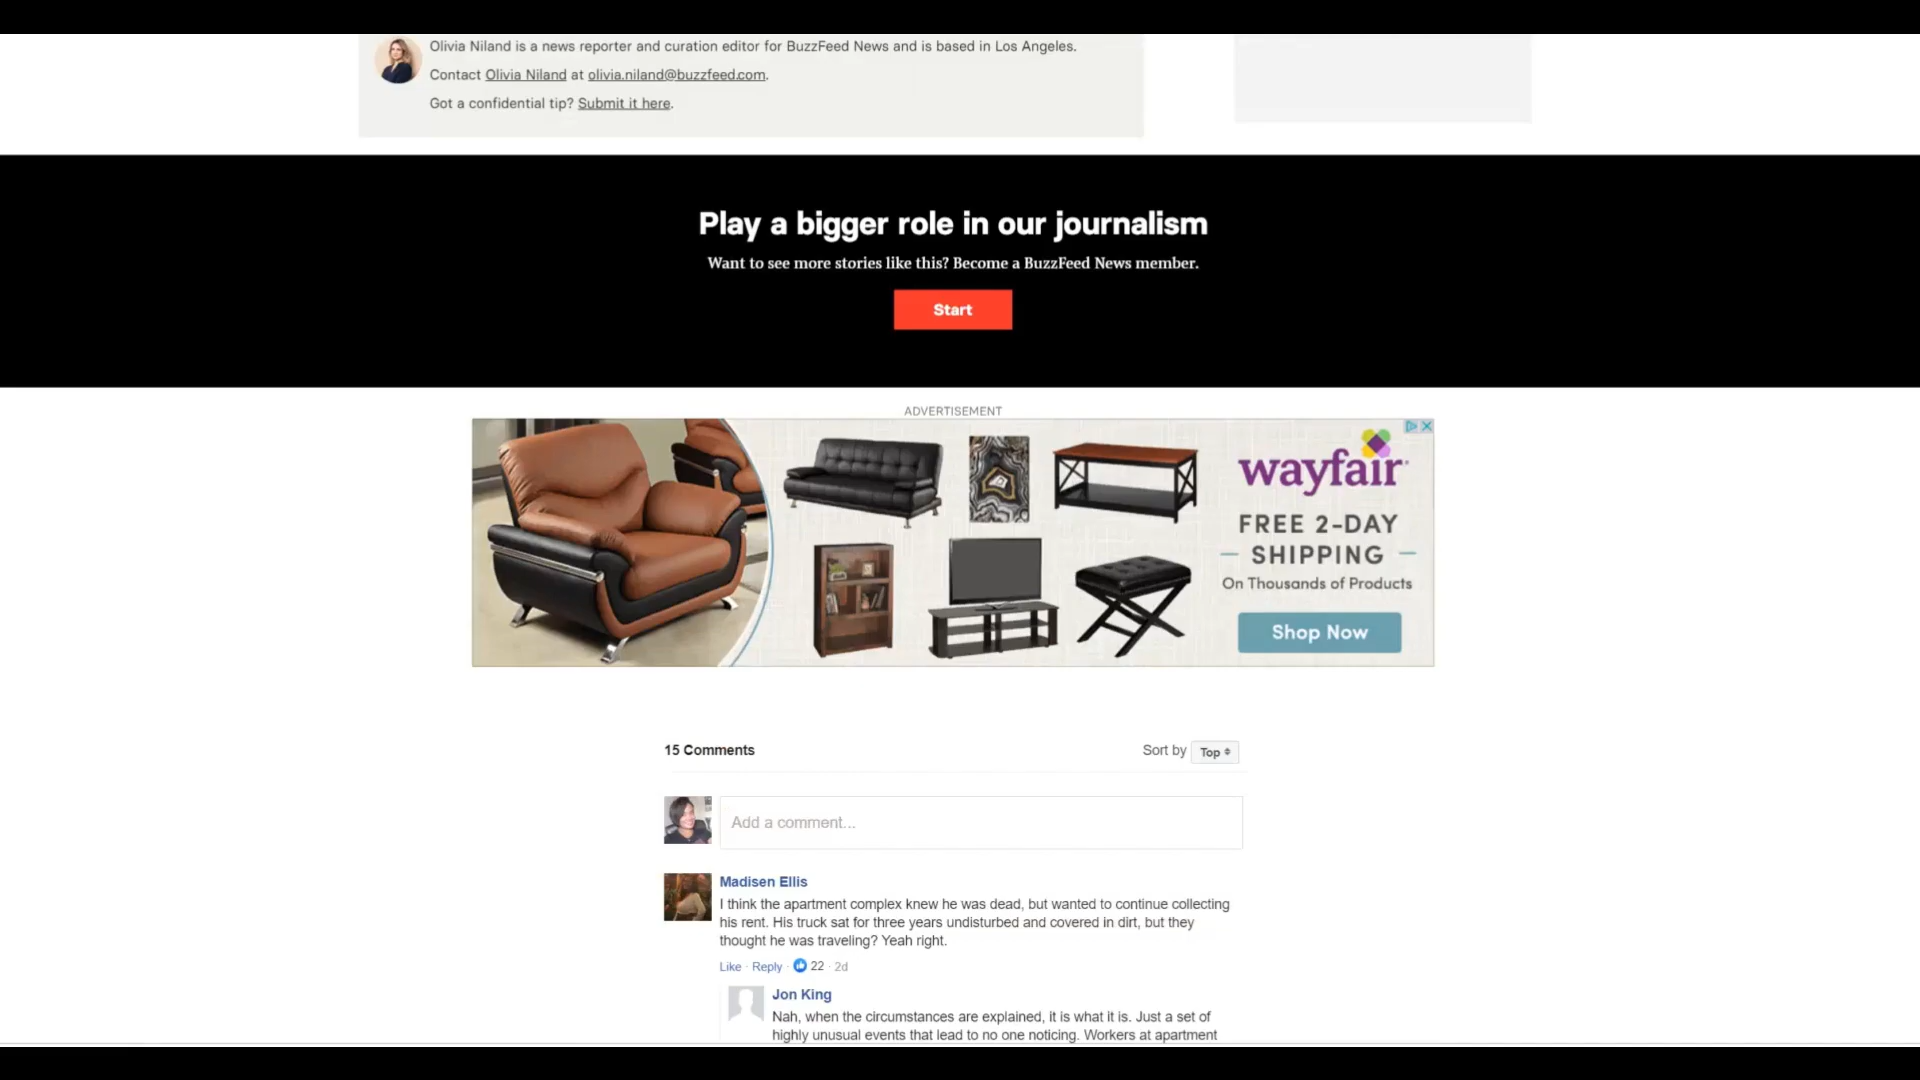 Olivia Niland is a news reporter and curation editor for BuzzFeed News and is based in Los Angeles.
Contact Olivia Niland at olivia.niland@buzzfeed.com.
Got a confidential tip? Submit it here.
Play a bigger role in our journalism
Want to see more stories like this? Become a BuzzFeed News member.
Start
ADVERTISEMENT
wayfair
FREE 2-DAY
SHIPPING
On Thousands of Products
Shop Now
15 Comments
Sort by Top
Add a comment...
Madisen Ellis
I think the apartment complex knew he was dead, but wanted to continue collecting
his rent. His truck sat for three years undisturbed and covered in dirt, but they
thought he was traveling? Yeah right.
Like · Reply · 22 · 2d
Jon King
Nah, when the circumstances are explained, it is what it is. Just a set of
highly unusual events that lead to no one noticing. Workers at apartment